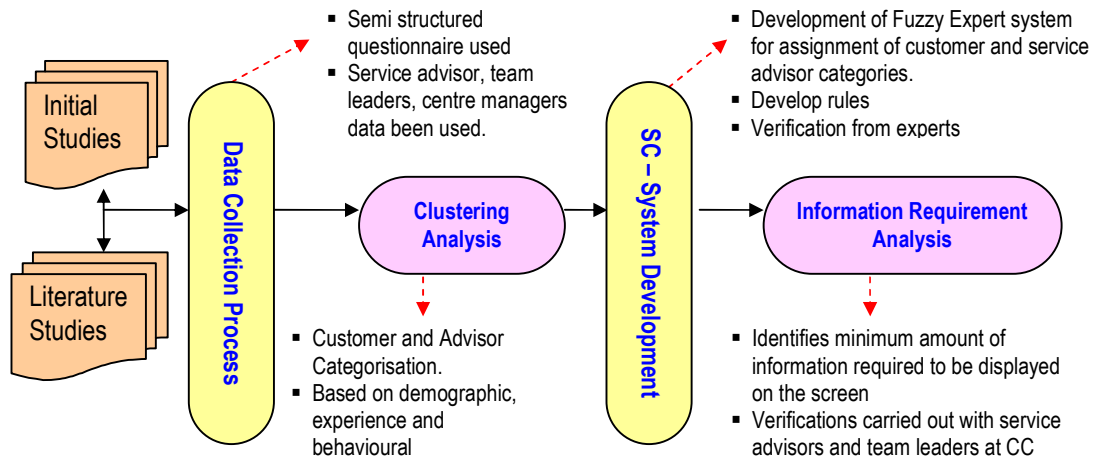 Initial
Studies
Literature
Studies
Data Collection Process
▪ Semi structured
questionnaire used
▪ Service advisor, team
leaders, centre managers
data been used.
Clustering
Analysis
▪ Customer and Advisor
Categorisation.
▪ Based on demographic,
experience and
behavioural
SC – System Development
▪ Development of Fuzzy Expert system
for assignment of customer and service
advisor categories.
▪ Develop rules
▪ Verification from experts
Information Requirement
Analysis
▪ Identifies minimum amount of
information required to be displayed
on the screen
▪ Verifications carried out with service
advisors and team leaders at CC